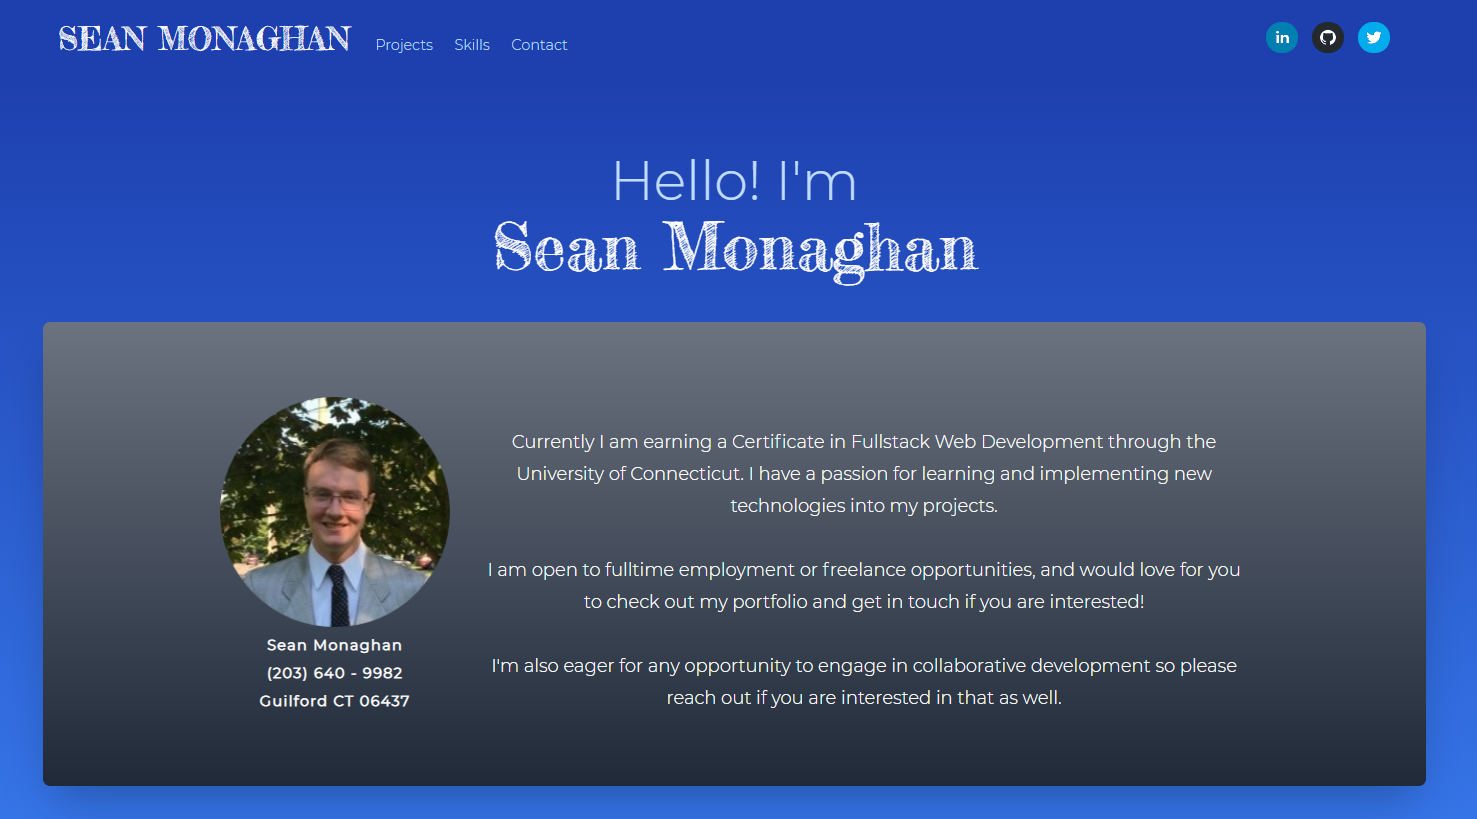 SEAN MONAGHAN Projects Skills Contact
in
Hello! I'm
Sean Monaghan
Currently I am earning a Certificate in Fullstack Web Development through the
University of Connecticut. I have a passion for learning and implementing new
technologies into my projects.
I am open to fulltime employment or freelance opportunities, and would love for you
to check out my portfolio and get in touch if you are interested!
I'm also eager for any opportunity to engage in collaborative development so please
reach out if you are interested in that as well.
Sean Monaghan
(203) 640 - 9982
Guilford CT 06437